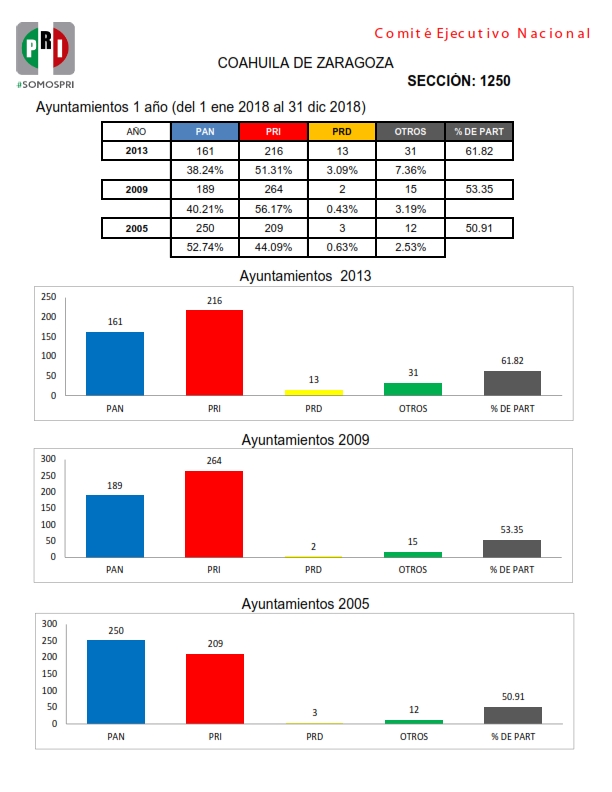 Comité Ejecutivo Nacional
PRI
#SOMOSPRI
COAHUILA DE ZARAGOZA
SECCIÓN: 1250
Ayuntamientos 1 año (del 1 ene 2018 al 31 dic 2018)
AÑO PAN PRI PRD OTROS % DE PART
2013 161 216 13 31 61.82
38.24% 51.31% 3.09% 7.36%
2009 189 264 2 15 53.35
40.21% 56.17% 0.43% 3.19%
2005 250 209 3 12 50.91
52.74% 44.09% 0.63% 2.53%
Ayuntamientos 2013
250
200
150
100
50
0
161 216 13 31 61.82
PAN PRI PRD OTROS % DE PART
Ayuntamientos 2009
300
250
200
150
100
50
0
189 264 2 15 53.35
PAN PRI PRD OTROS % DE PART
Ayuntamientos 2005
300
250
200
150
100
50
0
250 209 3 12 50.91
PAN PRI PRD OTROS % DE PART